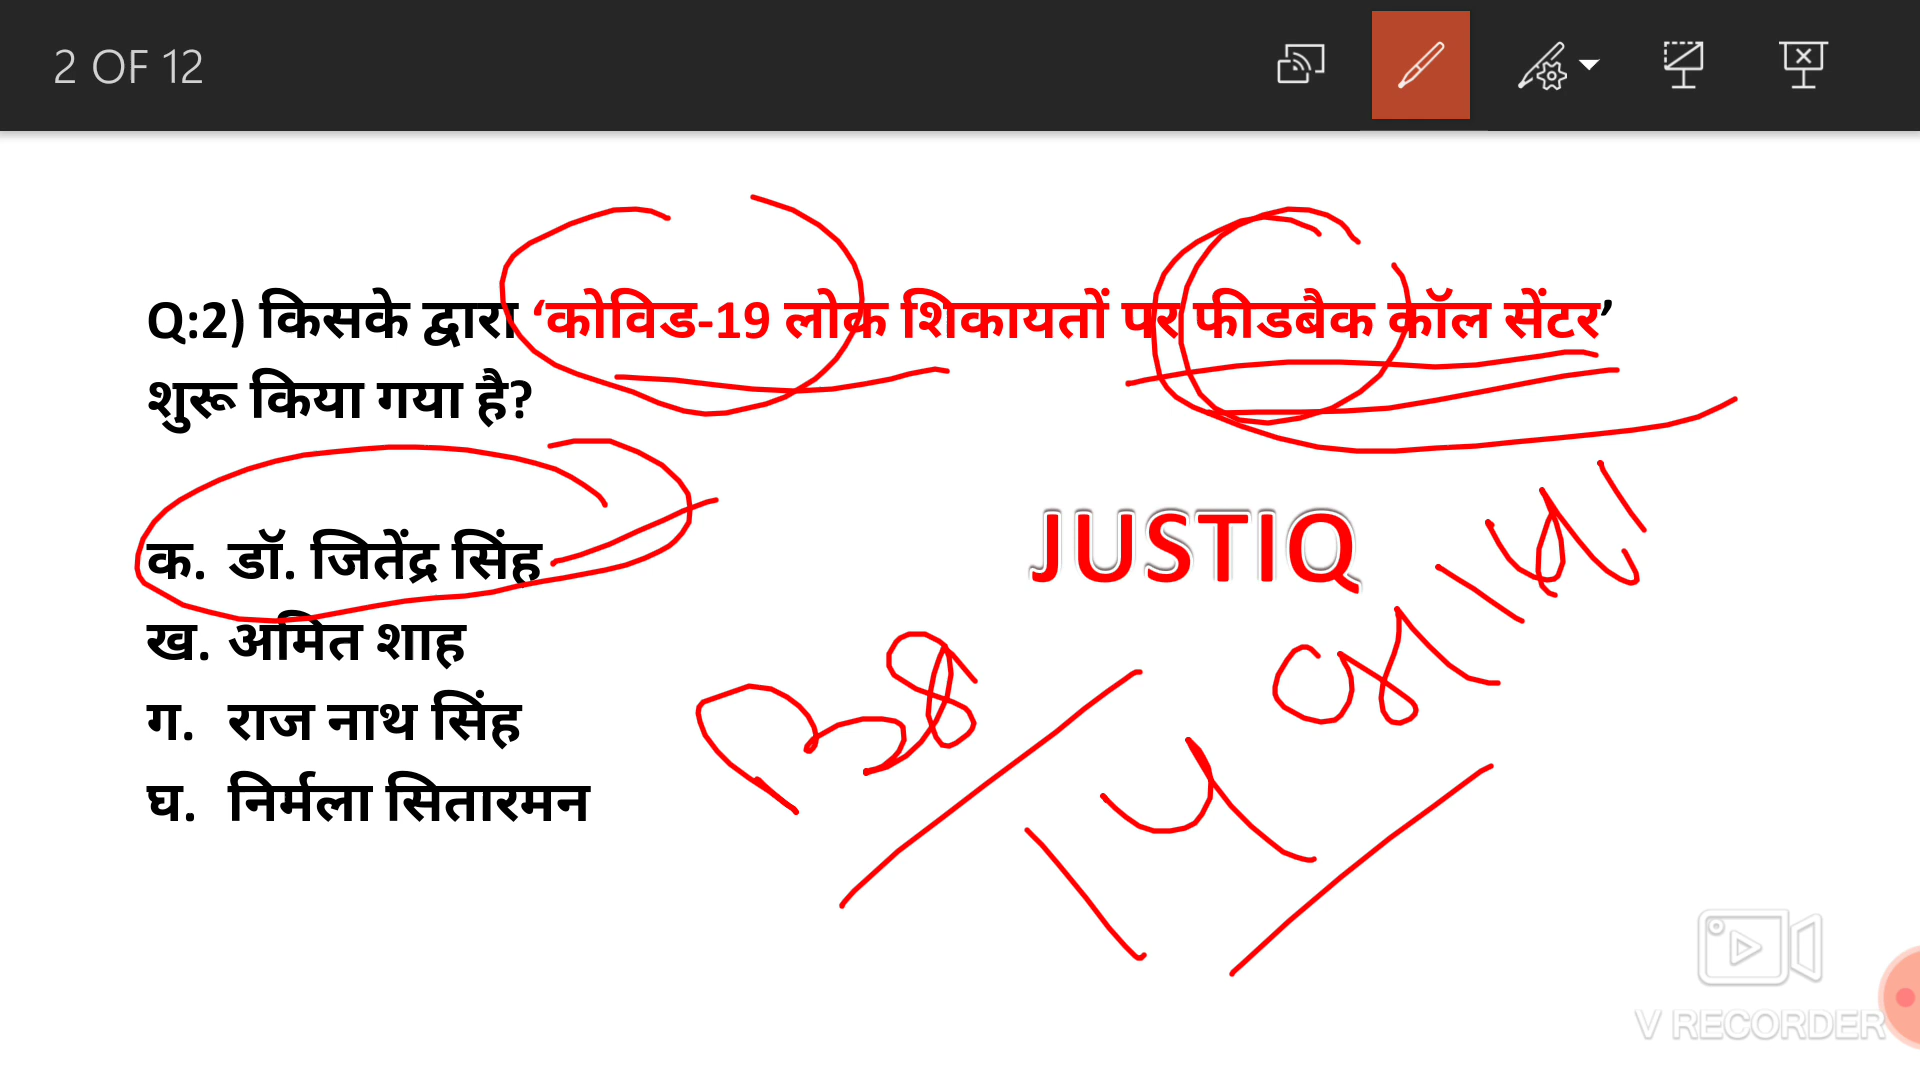 2 OF 12
Q:2) किसके द्वारा ‘कोविड-19 लोक शिकायतों पर फीडबैक कॉल सेंटर’
शुरू किया गया है?
क. डॉ. जितेंद्र सिंह
JUSTIQ
ख. अमित शाह
ग. राज नाथ सिंह
घ. निर्मला सितारमन
V RECORDER